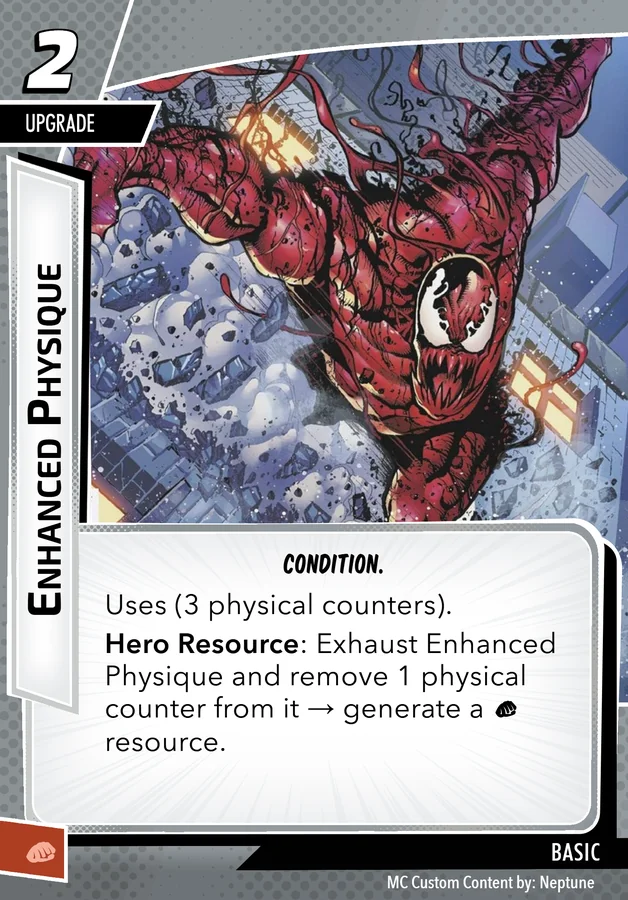 2
UPGRADE
ENHANCED PHYSIQUE
CONDITION.
Uses (3 physical counters).
Hero Resource: Exhaust Enhanced
Physique and remove 1 physical
counter from it → generate a
resource.
BASIC
MC Custom Content by: Neptune